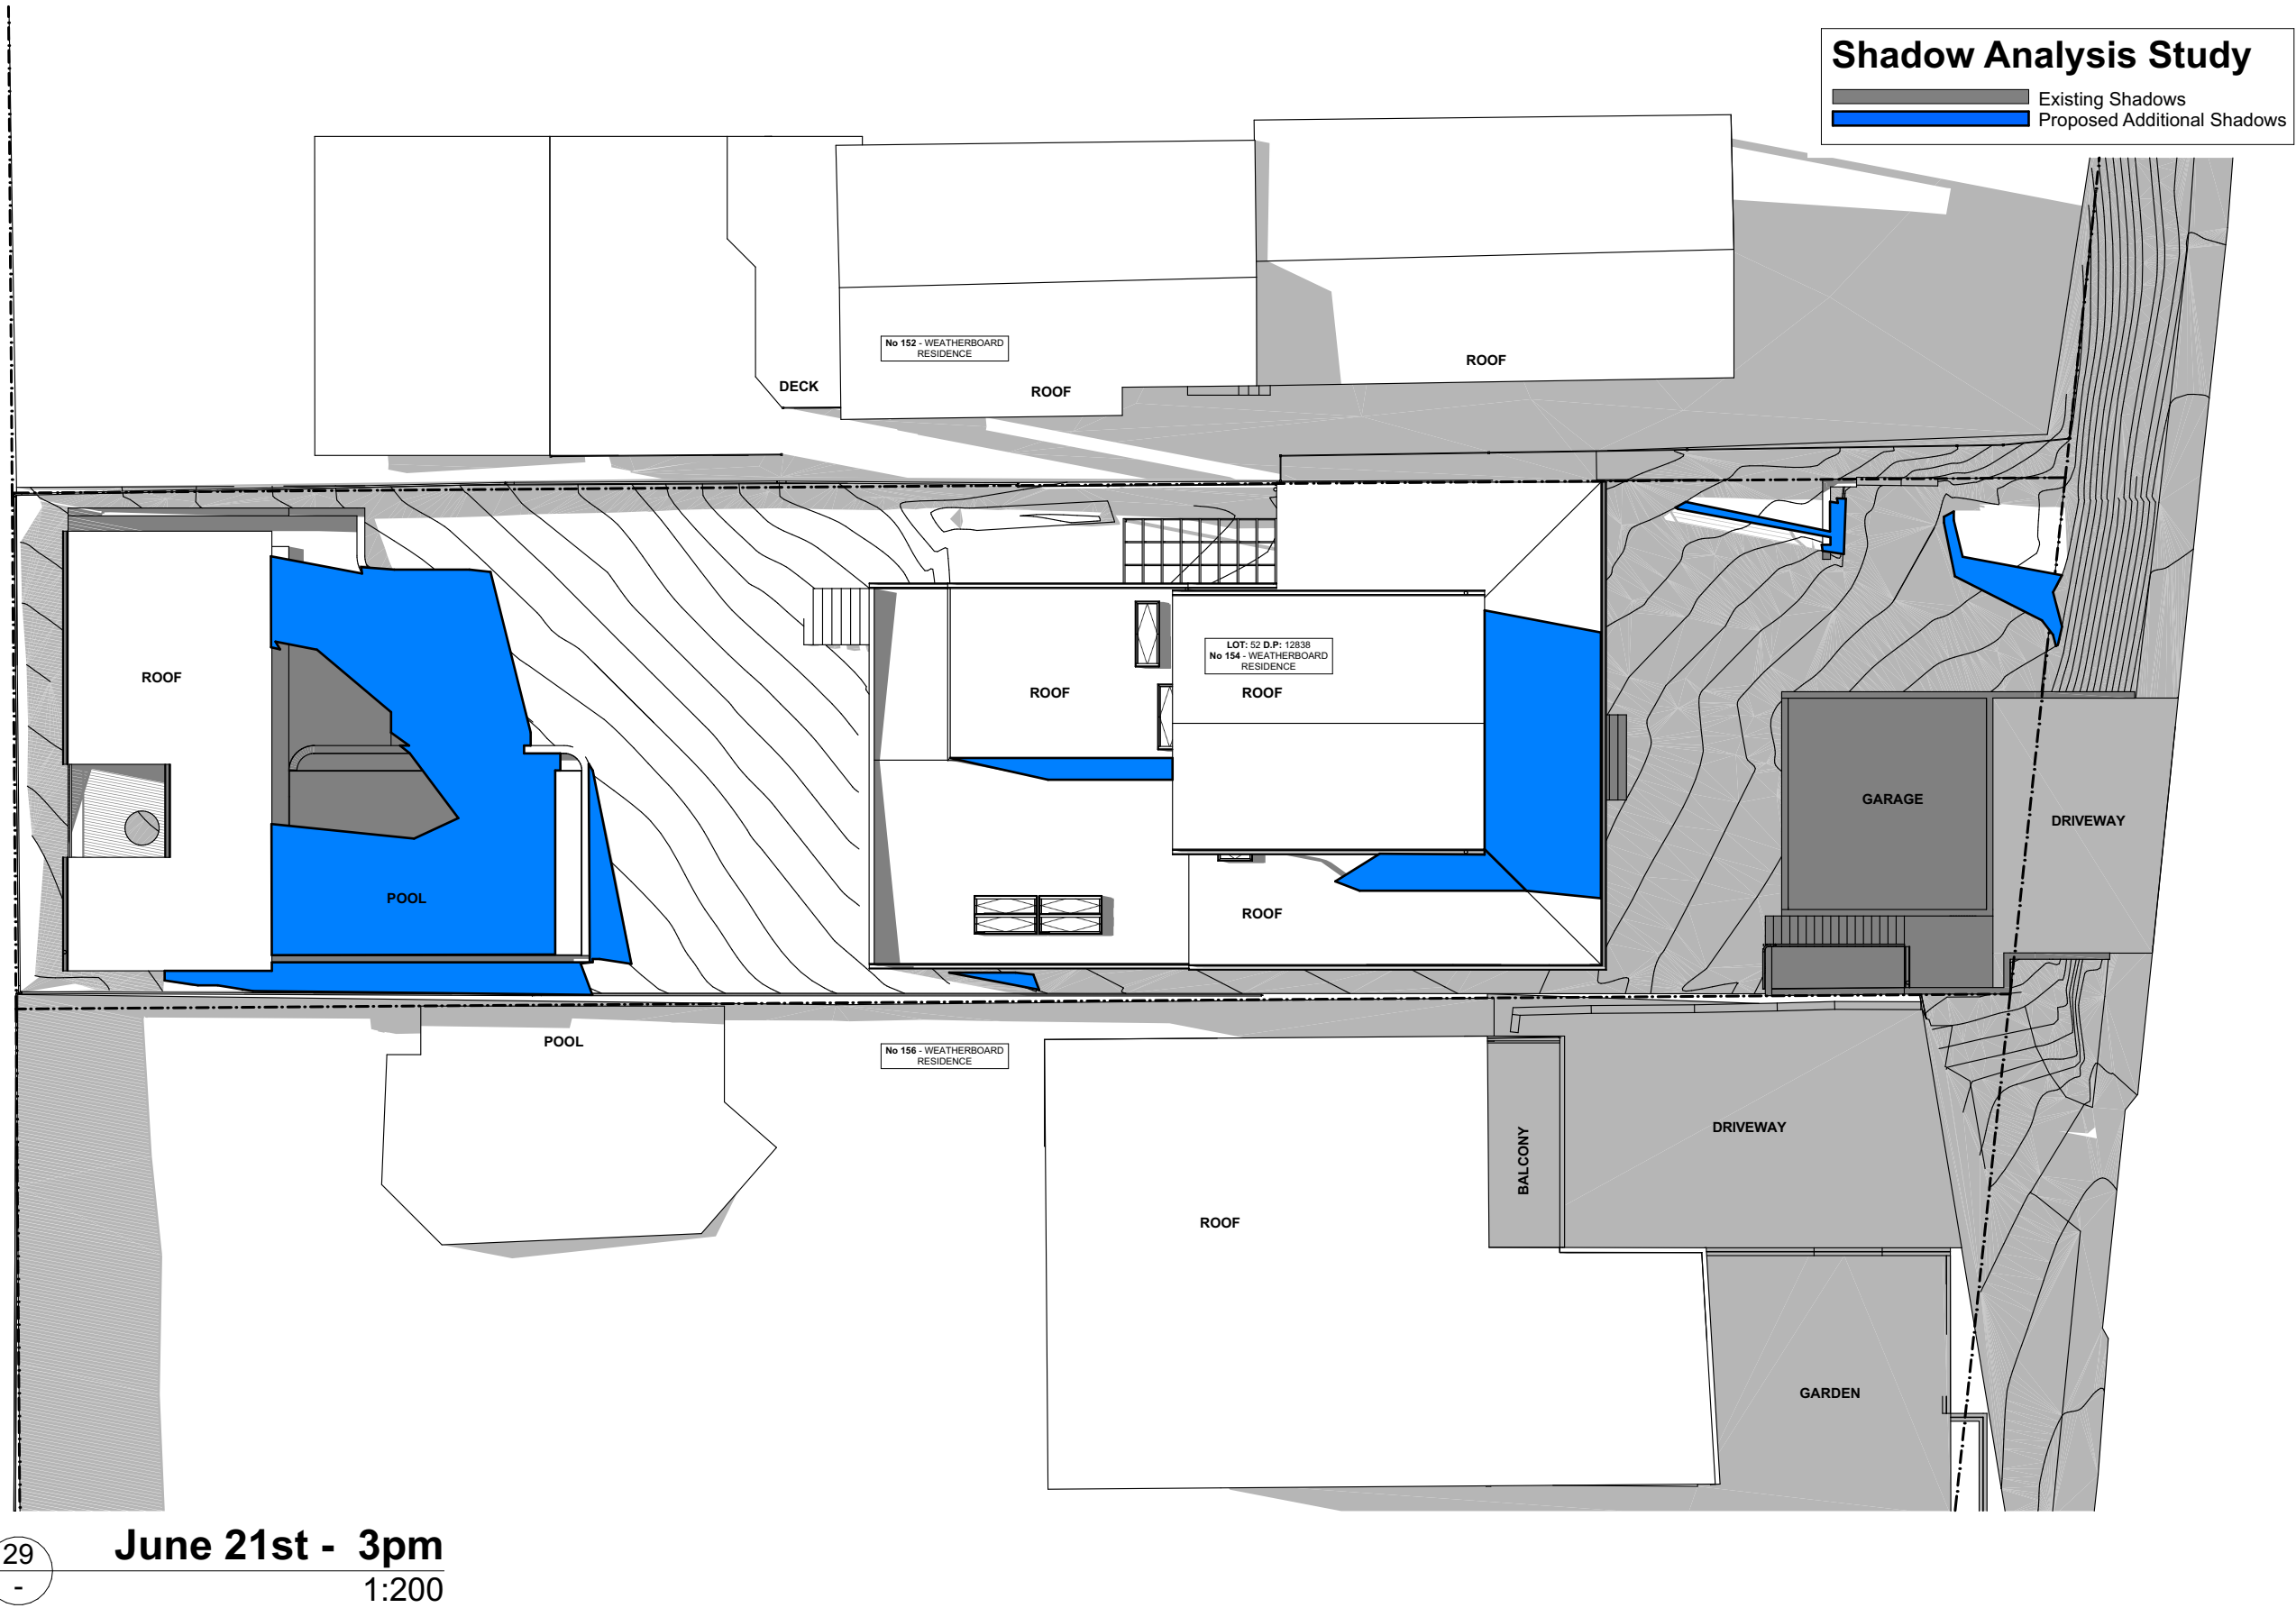 Shadow Analysis Study
Existing Shadows
Proposed Additional Shadows
No 152 - WEATHERBOARD
RESIDENCE
DECK
ROOF
ROOF
ROOF
LOT: 52 D.P: 12838
No 154 - WEATHERBOARD
RESIDENCE
ROOF
ROOF
GARAGE
DRIVEWAY
POOL
ROOF
POOL
No 156 - WEATHERBOARD
RESIDENCE
BALCONY
DRIVEWAY
ROOF
GARDEN
29
-
June 21st - 3pm
1:200